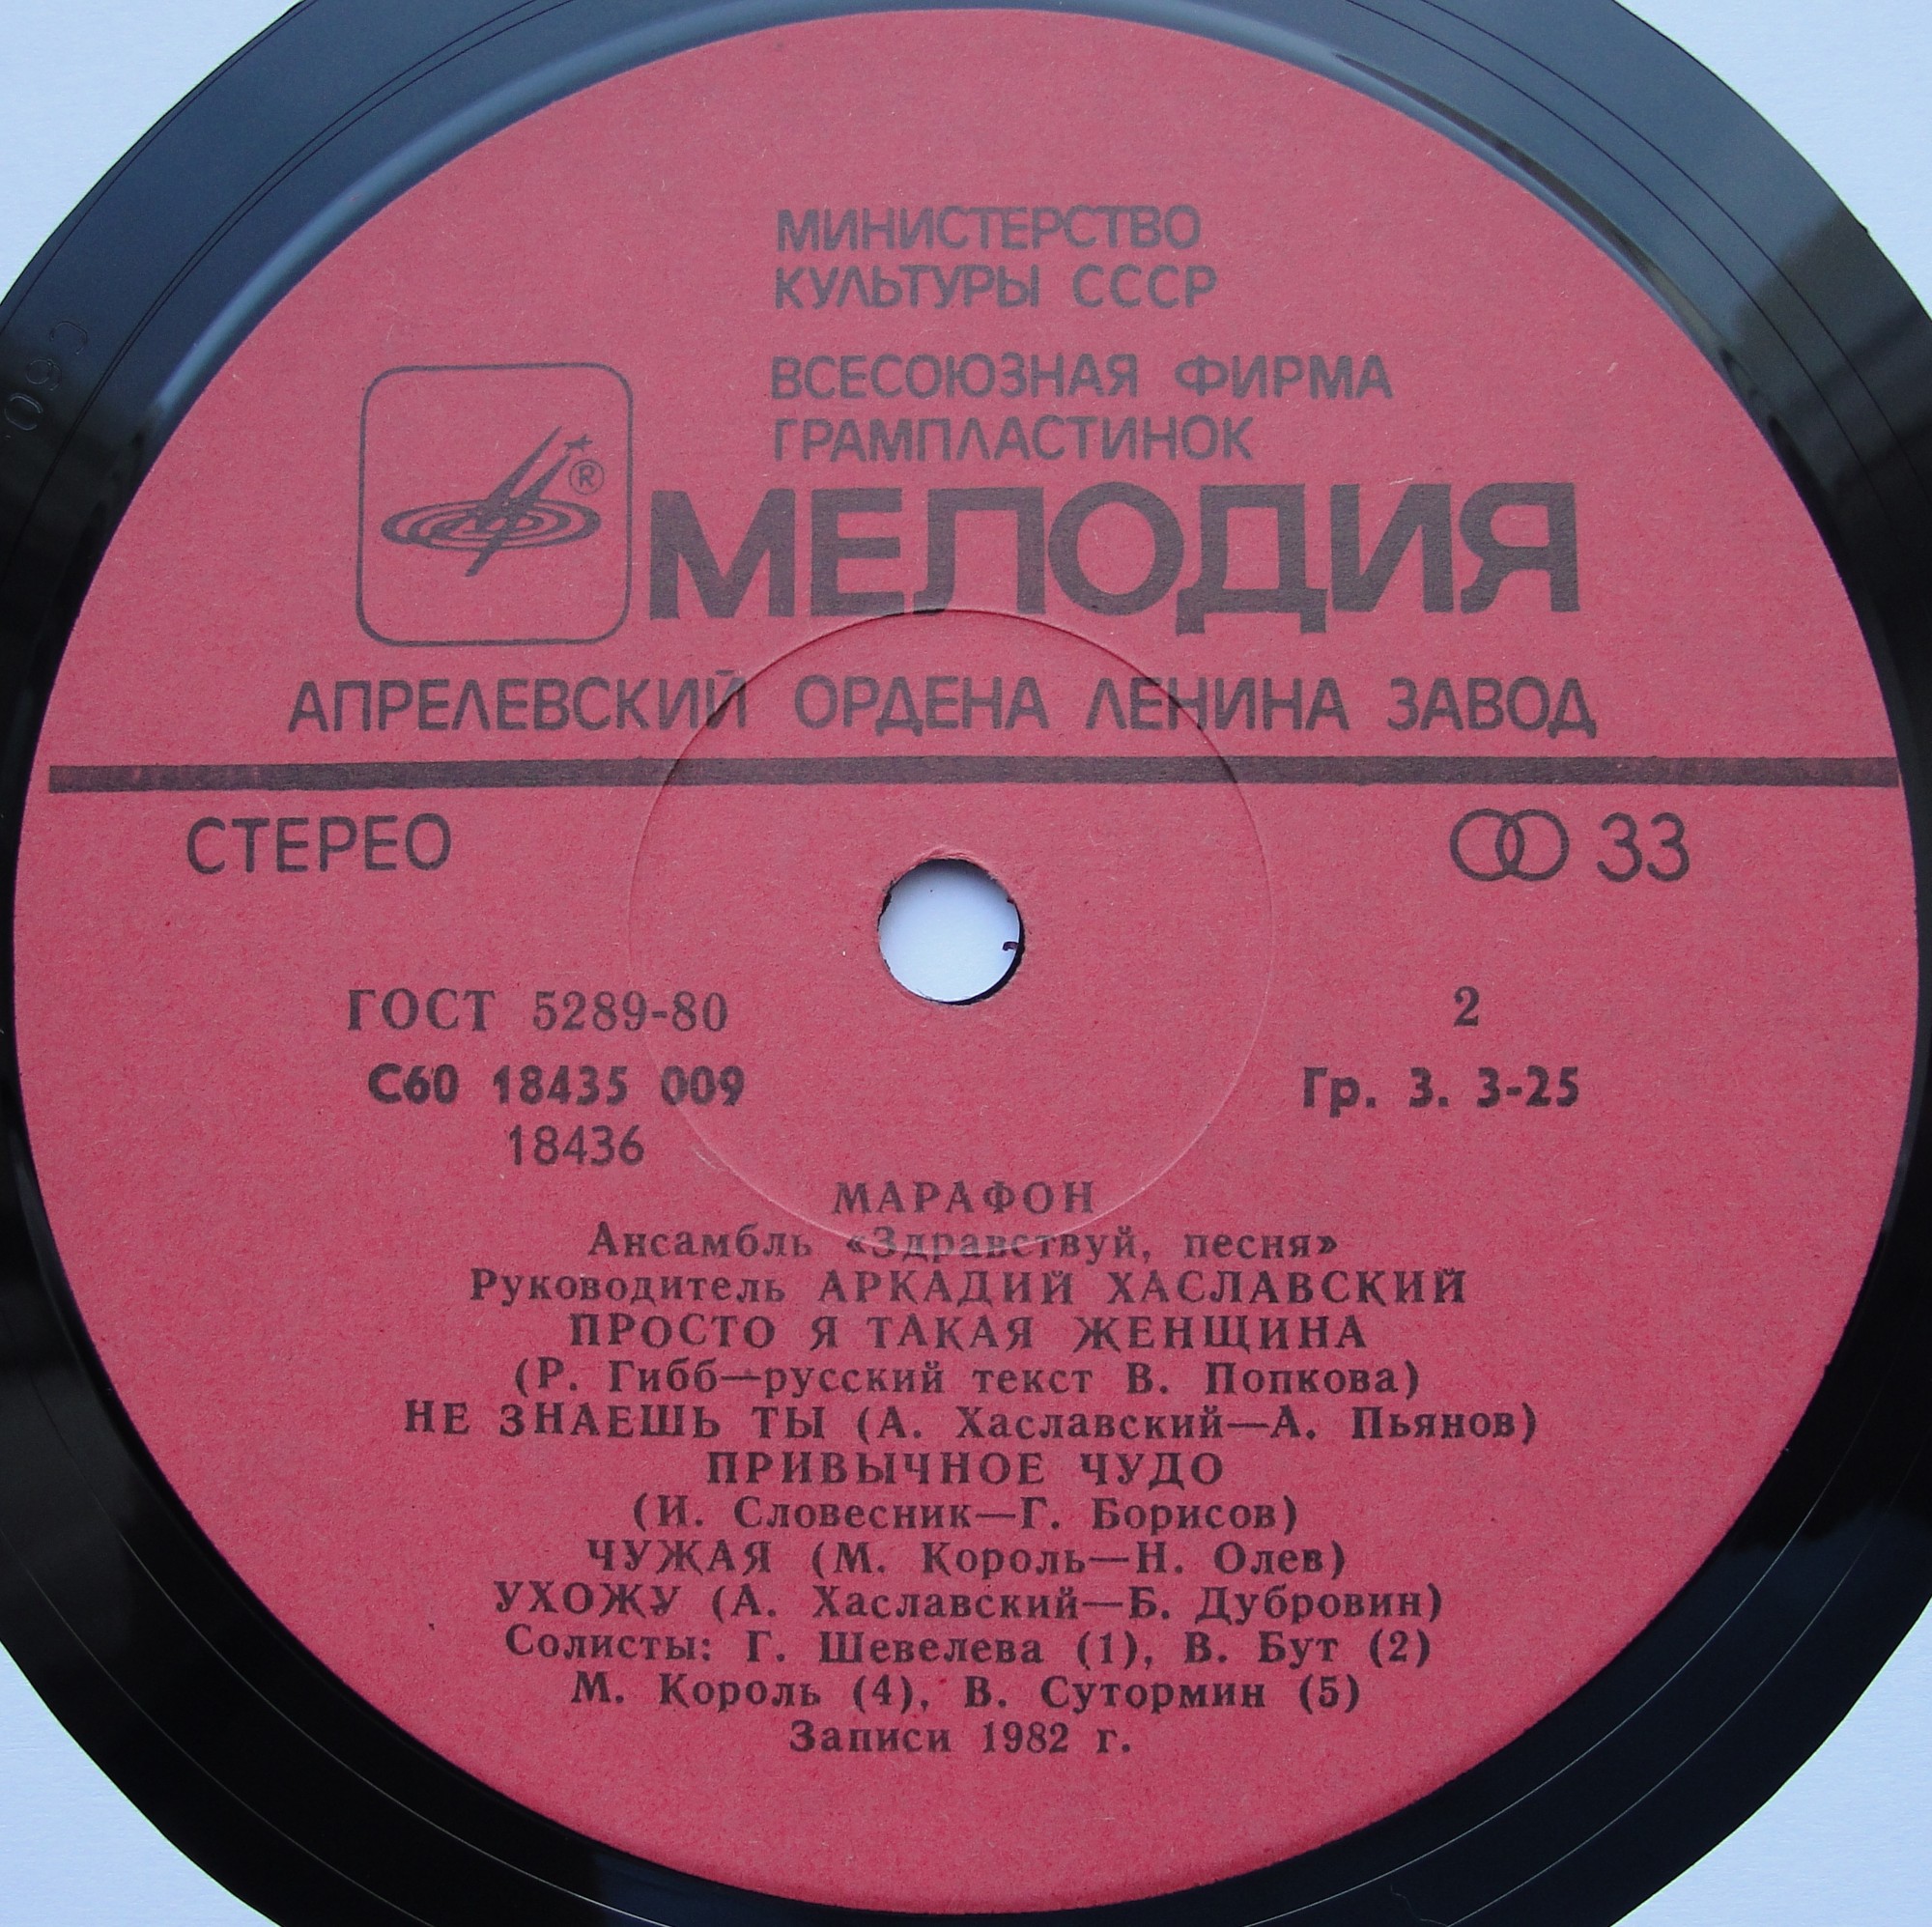 МИНИСТЕРСТВО
КУЛЬТУРЫ СССР
ВСЕСОЮЗНАЯ ФИРМА
ГРАМПЛАСТИНОК
®
МЕЛОДИЯ
АПРЕЛЕВСКИЙ ОРДЕНА ЛЕНИНА ЗАВОД
СТЕРЕО
33
ГОСТ 5289-80
2
С60 18435 009
Гр. 3. 3-25
18436
МАРАФОН
Ансамбль «Здравствуй, песня»
Руководитель АРКАДИЙ ХАСЛАВСКИЙ
ПРОСТО Я ТАКАЯ ЖЕНЩИНА
(Р. Гибб—русский текст В. Попкова)
НЕ ЗНАЕШЬ ТЫ (А. Хаславский—А. Пьянов)
ПРИВЫЧНОЕ ЧУДО
(И. Словесник—Г. Борисов)
ЧУЖАЯ (М. Король—Н. Олев)
УХОЖУ (А. Хаславский—Б. Дубровин)
Солисты: Г. Шевелева (1), В. Бут (2)
М. Король (4), В. Сутормин (5)
Записи 1982 г.
С60